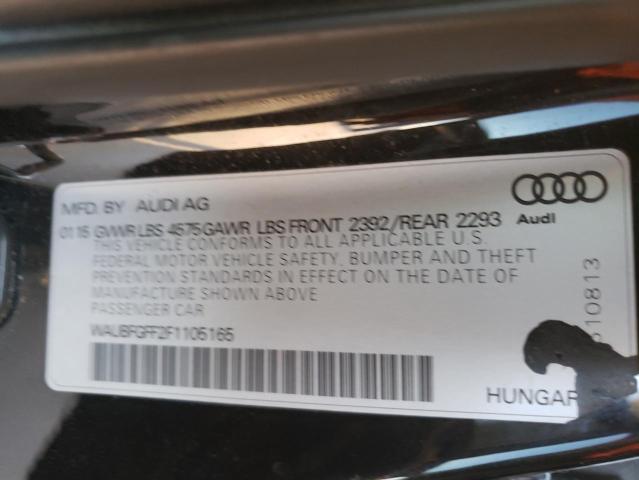 MFD. BY AUDI AG
01 15 GVWR LBS 4575 GAWR LBS FRONT 2392/REAR 2293
THIS VEHICLE CONFORMS TO ALL APPLICABLE U.S.
FEDERAL MOTOR VEHICLE SAFETY, BUMPER AND THEFT
PREVENTION STANDARDS IN EFFECT ON THE DATE OF
MANUFACTURE SHOWN ABOVE
PASSENGER CAR
WAUBFGFF2F1105165
Audi
10813
HUNGAR